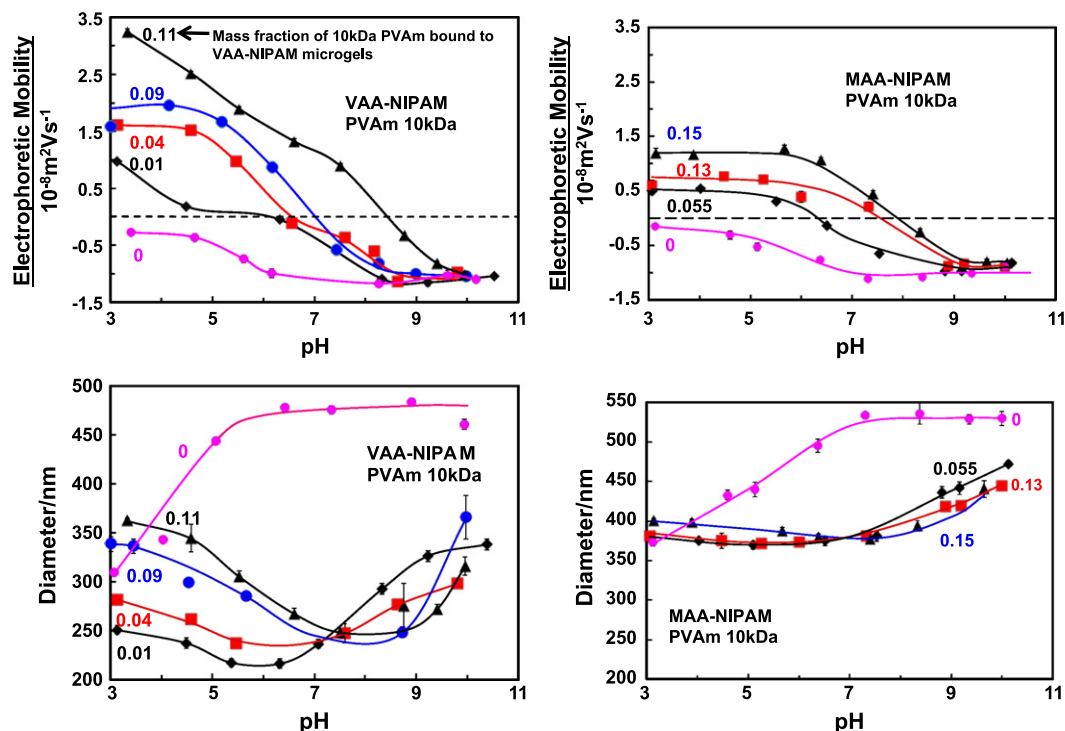 Electrophoretic Mobility
10⁻⁸m²Vs⁻¹
3.5
2.5
1.5
0.5
-0.5
-1.5
0.11
Mass fraction of 10kDa PVAm bound to
VAA-NIPAM microgels
0.09
VAA-NIPAM
PVAm 10kDa
0.04
0.01
0
3 5 7 9 11
pH
Electrophoretic Mobility
10⁻⁸m²Vs⁻¹
3.5
2.5
1.5
0.5
-0.5
-1.5
MAA-NIPAM
PVAm 10kDa
0.15
0.13
0.055
0
3 5 7 9 11
pH
Diameter/nm
500
450
400
350
300
250
200
0
VAA-NIPAM
PVAm 10kDa
0.11
0.09
0.04
0.01
3 5 7 9 11
pH
Diameter/nm
550
500
450
400
350
300
250
200
0
0.055
0.13
0.15
MAA-NIPAM
PVAm 10kDa
3 5 7 9 11
pH